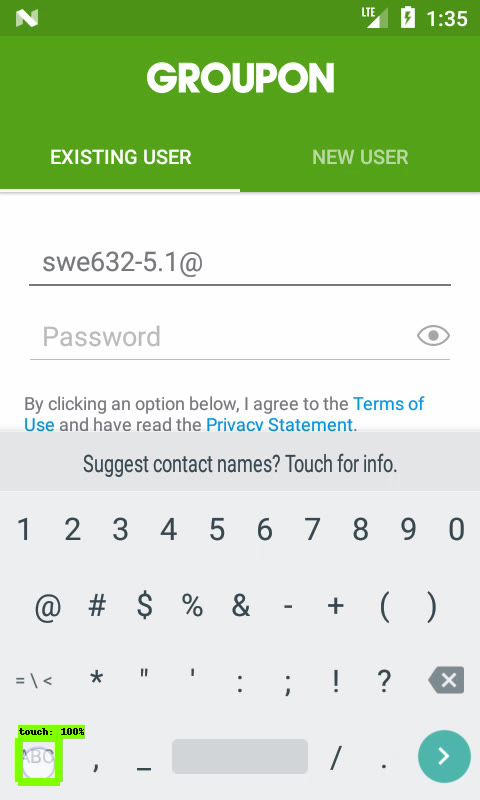 LTE 1:35
GROUPON
EXISTING USER NEW USER
swe632-5.1@
Password
By clicking an option below, I agree to the Terms of
Use and have read the Privacy Statement.
Suggest contact names? Touch for info.
1 2 3 4 5 6 7 8 9 0
@ # $ % & - + ( )
= \ < * " ' : ; ! ?
touch: 100%
ABC , _ / .